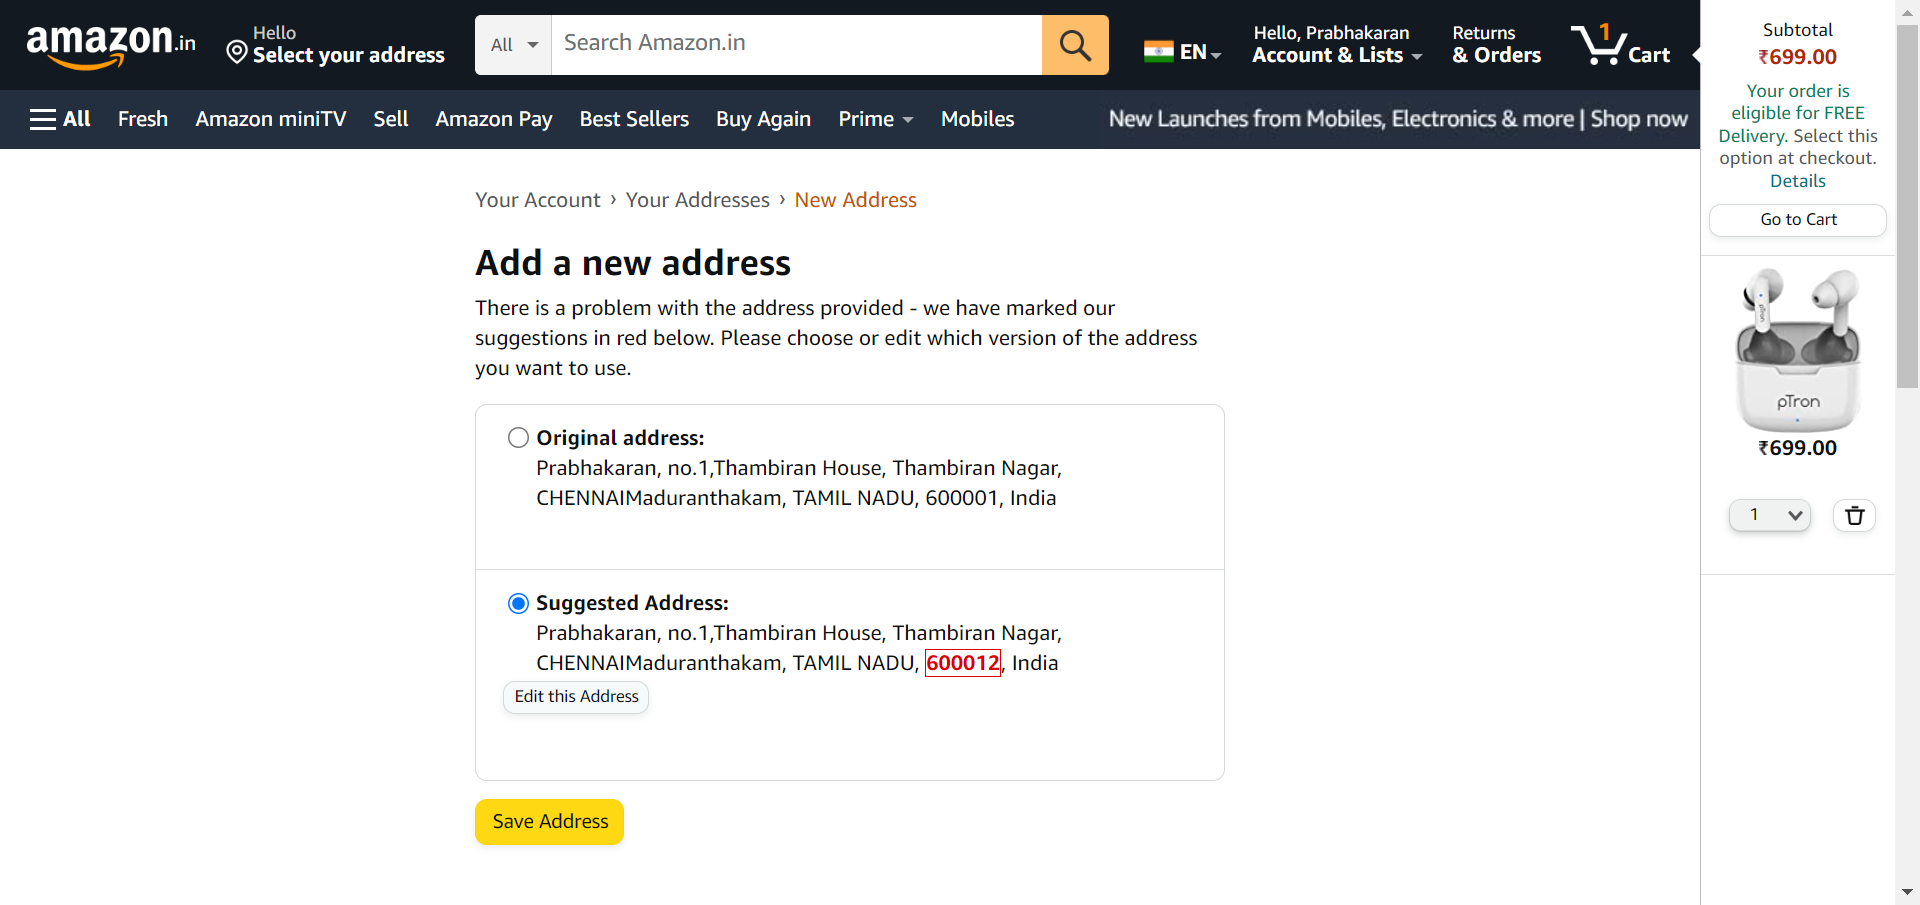 amazon.in
Hello
Select your address
All
Search Amazon.in
EN
Hello, Prabhakaran
Account & Lists
Returns
& Orders
1
Cart
All
Fresh
Amazon miniTV
Sell
Amazon Pay
Best Sellers
Buy Again
Prime
Mobiles
New Launches from Mobiles, Electronics & more | Shop now
Your Account › Your Addresses › New Address
Add a new address
There is a problem with the address provided - we have marked our
suggestions in red below. Please choose or edit which version of the address
you want to use.
Original address:
Prabhakaran, no.1,Thambiran House, Thambiran Nagar,
CHENNAIMaduranthakam, TAMIL NADU, 600001, India
Suggested Address:
Prabhakaran, no.1,Thambiran House, Thambiran Nagar,
CHENNAIMaduranthakam, TAMIL NADU, 600012, India
Edit this Address
Save Address
Subtotal
₹699.00
Your order is
eligible for FREE
Delivery. Select this
option at checkout.
Details
Go to Cart
pTron
pTron
₹699.00
1